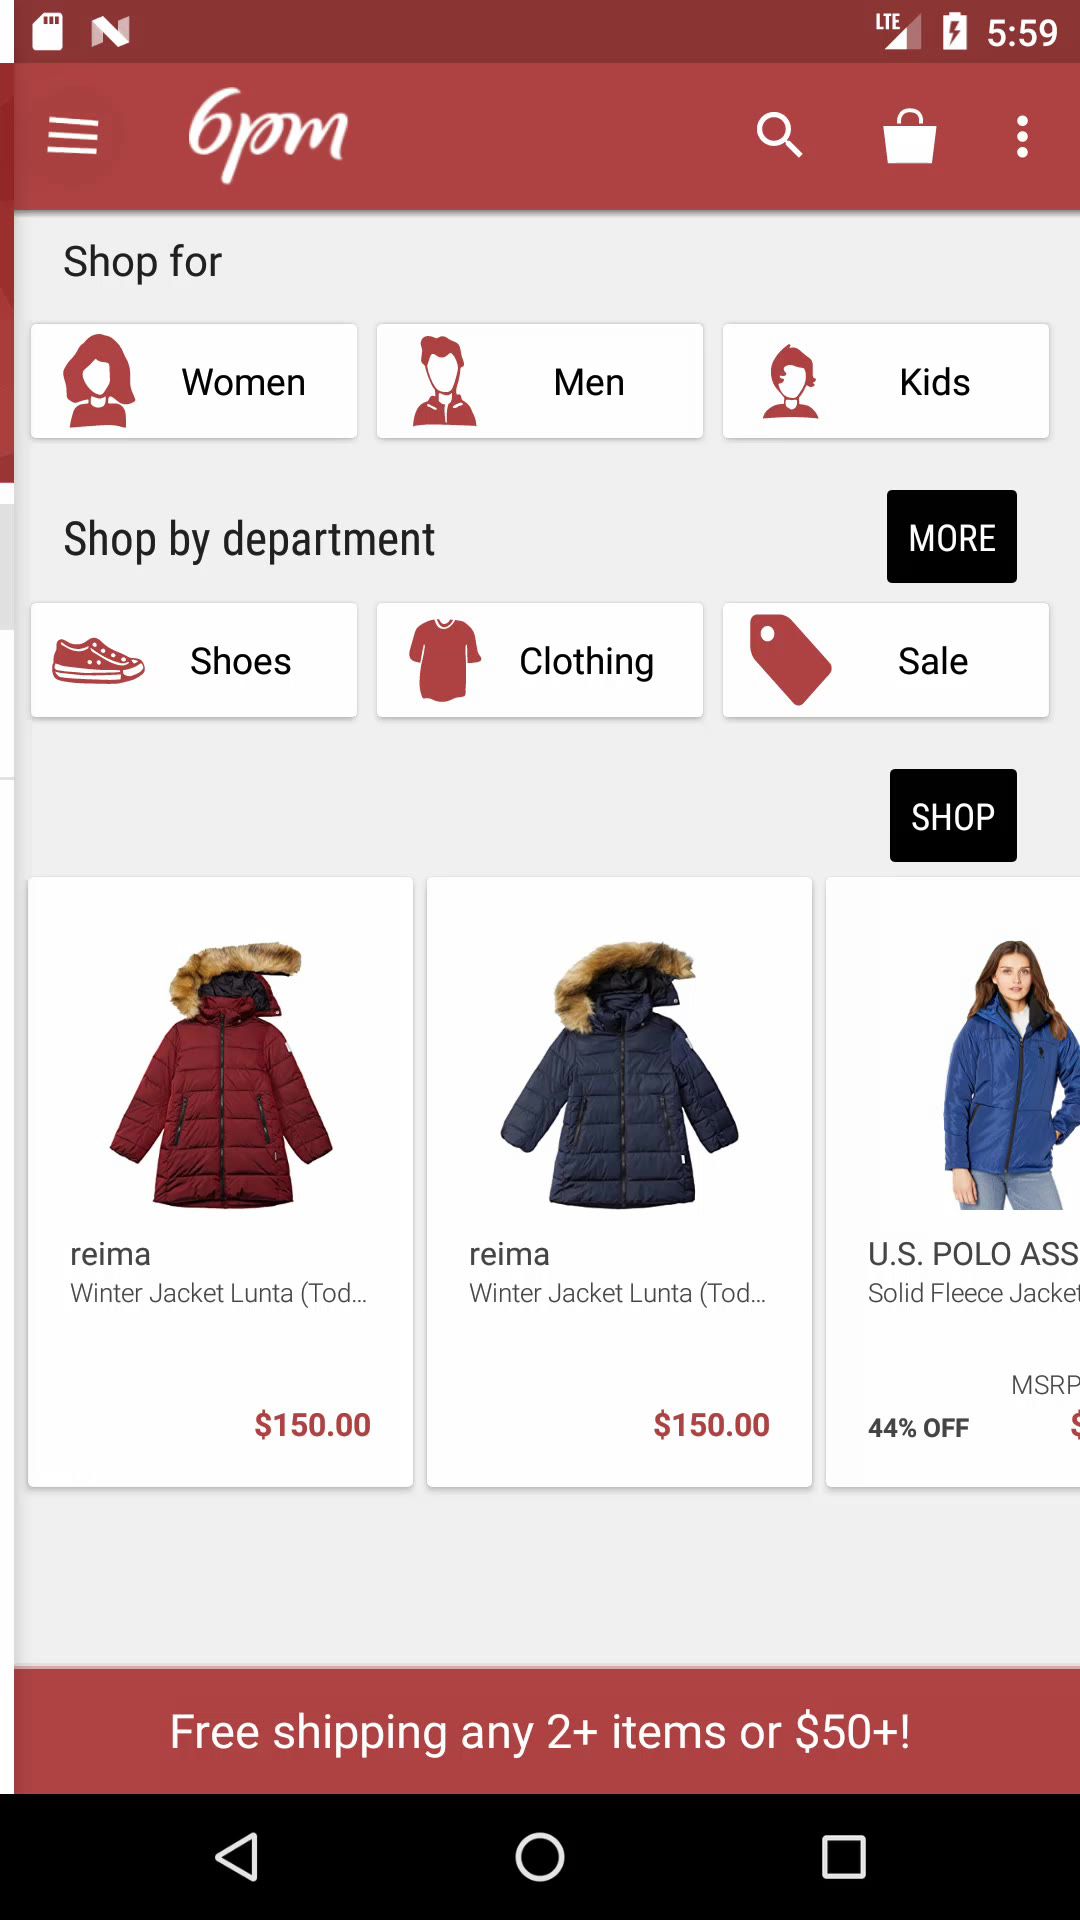 LTE 5:59
6pm
Shop for
Women Men Kids
Shop by department MORE
Shoes Clothing Sale
SHOP
reima reima U.S. POLO ASS
Winter Jacket Lunta (Tod... Winter Jacket Lunta (Tod... Solid Fleece Jacket
MSRP
$150.00 $150.00 44% OFF $
Free shipping any 2+ items or $50+!